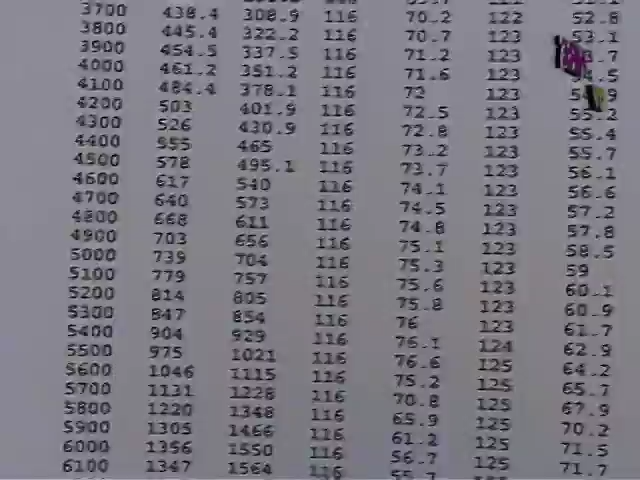 3700 438.4 308.9 116 70.2 122 52.8
3800 445.4 322.2 116 70.7 123 53.1
3900 454.5 337.5 116 71.2 123
4000 461.2 351.2 116 71.6 123
4100 484.4 378.1 116 72 123
4200 503 401.9 116 72.5 123 55.2
4300 526 430.9 116 72.8 123 55.4
4400 555 465 116 73.2 123 55.7
4500 578 495.1 116 73.7 123 56.1
4600 617 540 116 74.1 123 56.6
4700 640 573 116 74.5 123 57.2
4800 668 611 116 74.8 123 57.8
4900 703 656 116 75.1 123 58.5
5000 739 704 116 75.3 123 59
5100 779 757 116 75.6 123 60.1
5200 814 805 116 75.8 123 60.9
5300 847 854 116 76 123 61.7
5400 904 929 116 76.1 124 62.9
5500 975 1021 116 76.6 125 64.2
5600 1046 1115 116 75.2 125 65.7
5700 1131 1228 116 70.8 125 67.9
5800 1220 1348 116 65.9 125 70.2
5900 1305 1466 116 61.2 125 71.5
6000 1356 1550 116 56.7 125 71.7
6100 1347 1564 116